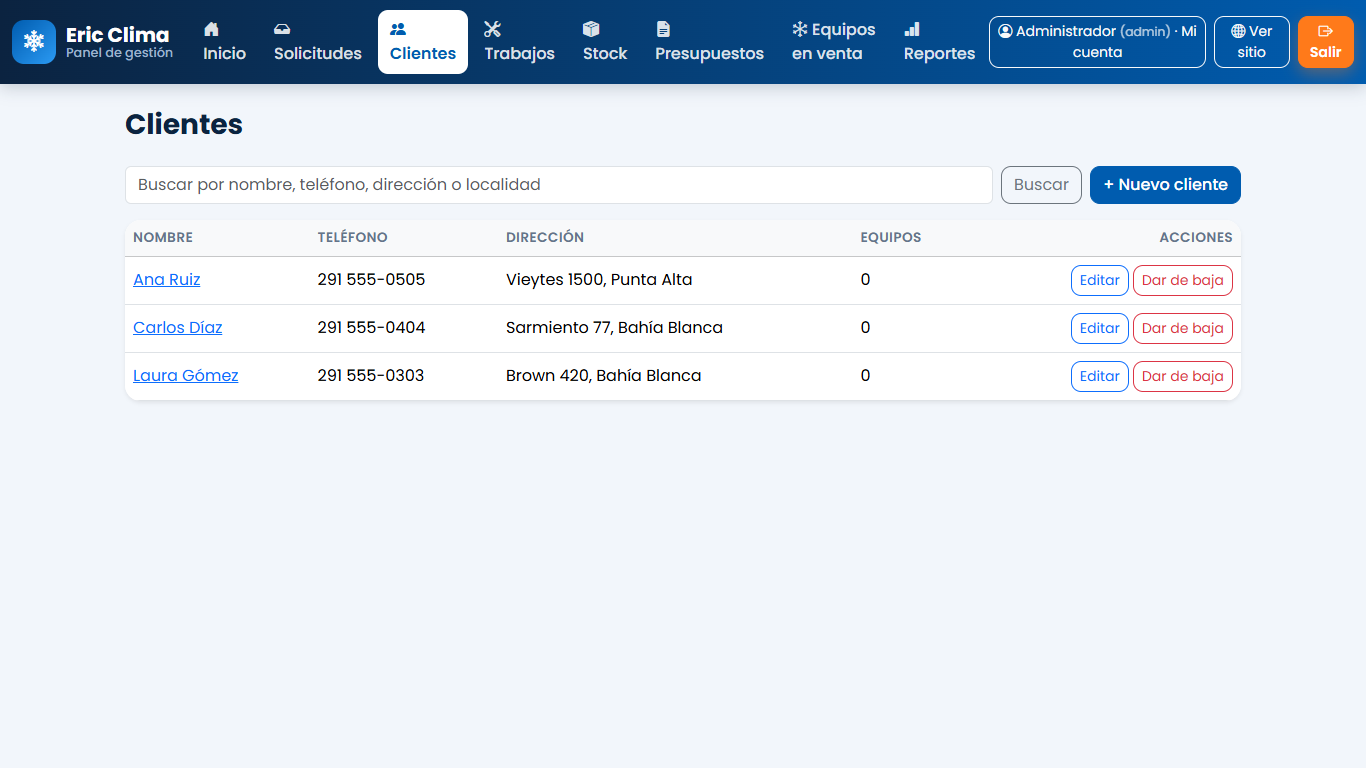 Eric Clima
Panel de gestión
Inicio
Solicitudes
Clientes
Trabajos
Stock
Presupuestos
Equipos
en venta
Reportes
Administrador (admin) · Mi
cuenta
Ver
sitio
Salir
Clientes
Buscar por nombre, teléfono, dirección o localidad
Buscar
+ Nuevo cliente
NOMBRE TELÉFONO DIRECCIÓN EQUIPOS ACCIONES
Ana Ruiz 291 555-0505 Vieytes 1500, Punta Alta 0 Editar Dar de baja
Carlos Díaz 291 555-0404 Sarmiento 77, Bahía Blanca 0 Editar Dar de baja
Laura Gómez 291 555-0303 Brown 420, Bahía Blanca 0 Editar Dar de baja